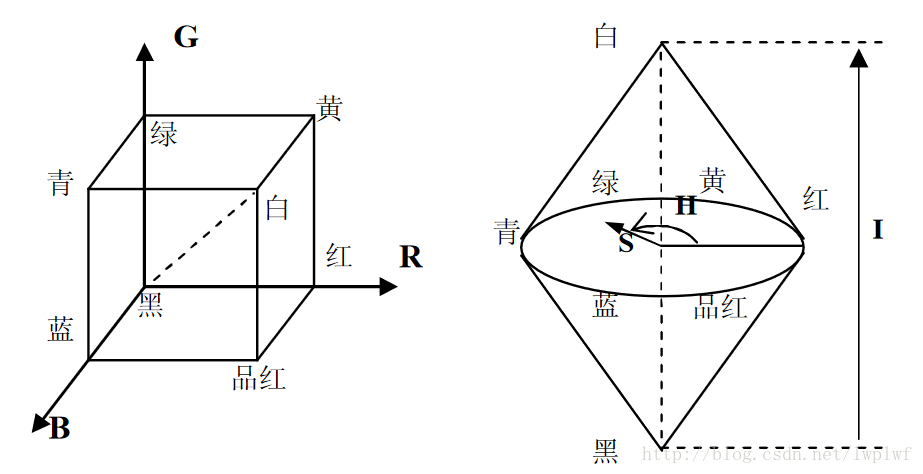 G
绿
黄
青
白
红
R
黑
蓝
品红
B
白
绿
黄
红
H
青
S
I
蓝
品红
黑
http://blog.csdn.net/lwplwf